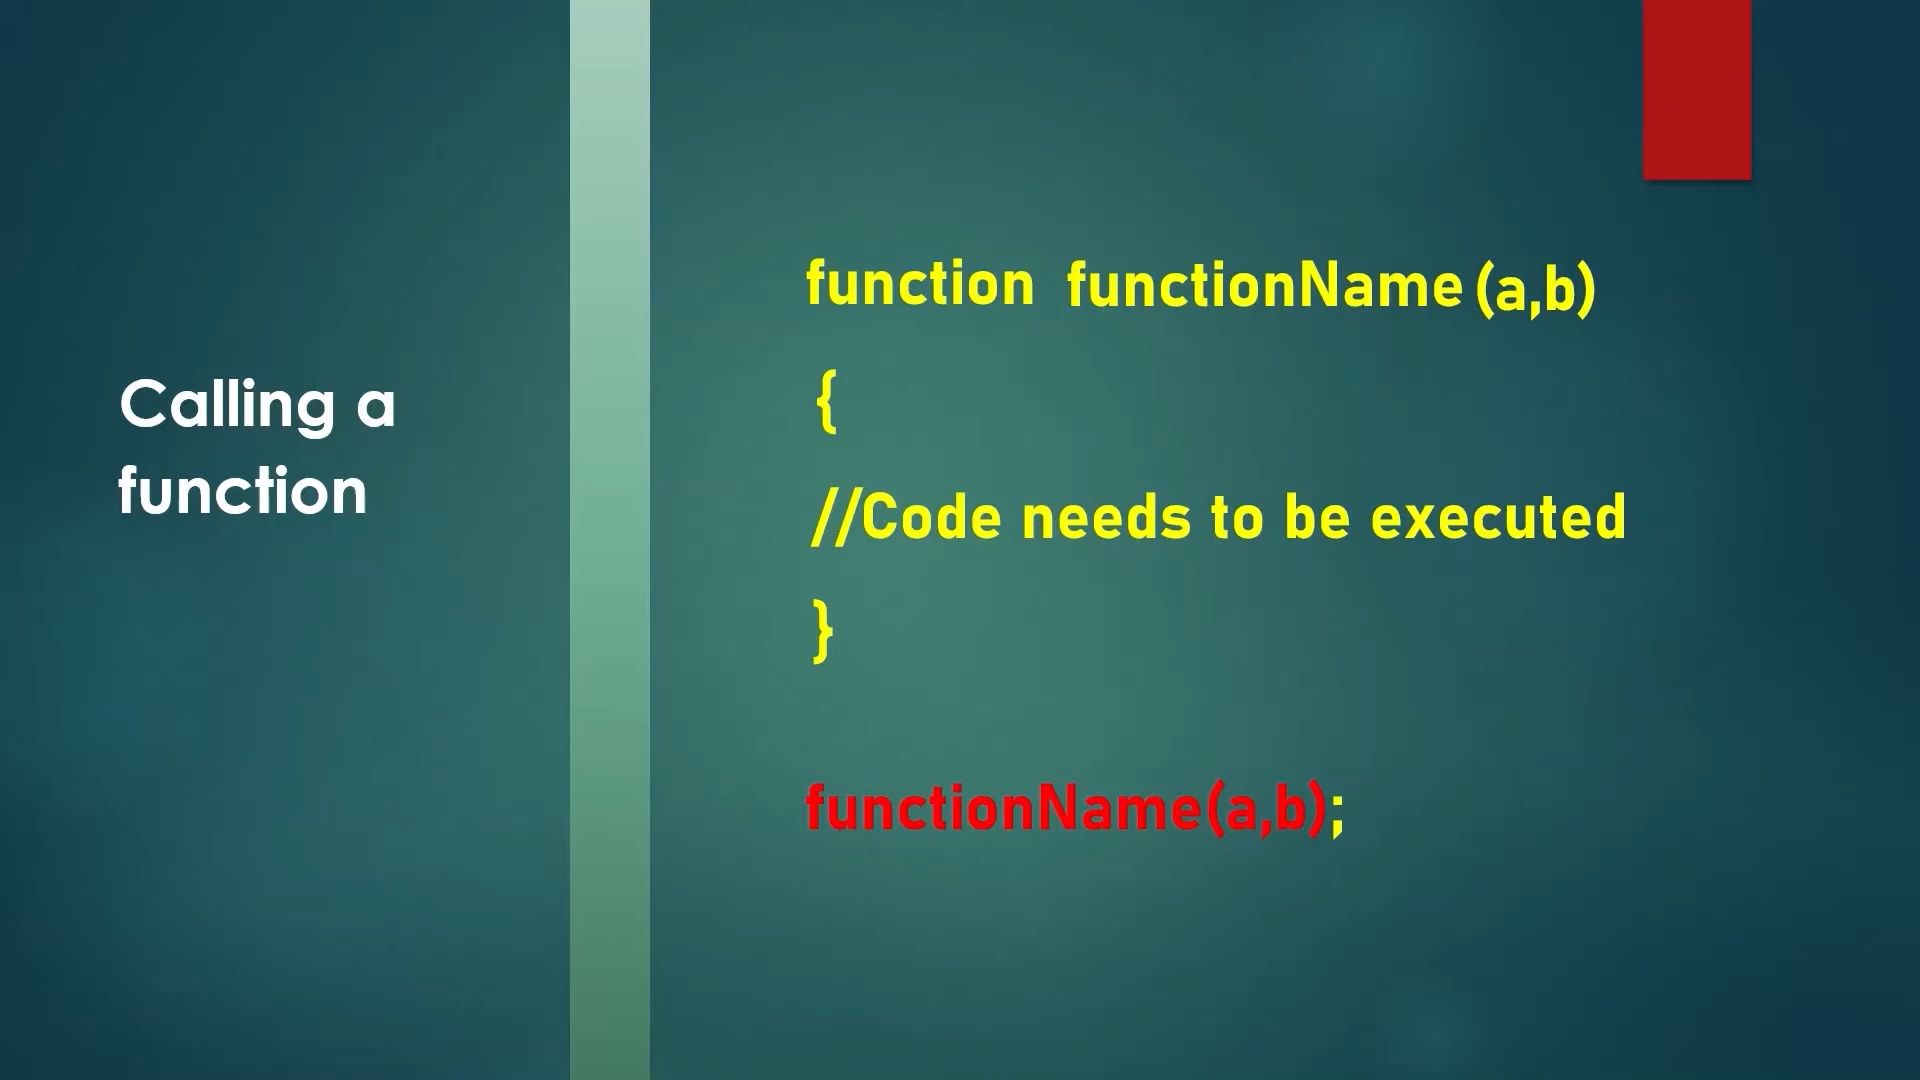 Calling a
function
function functionName (a,b)
{
//Code needs to be executed
}
functionName(a,b);